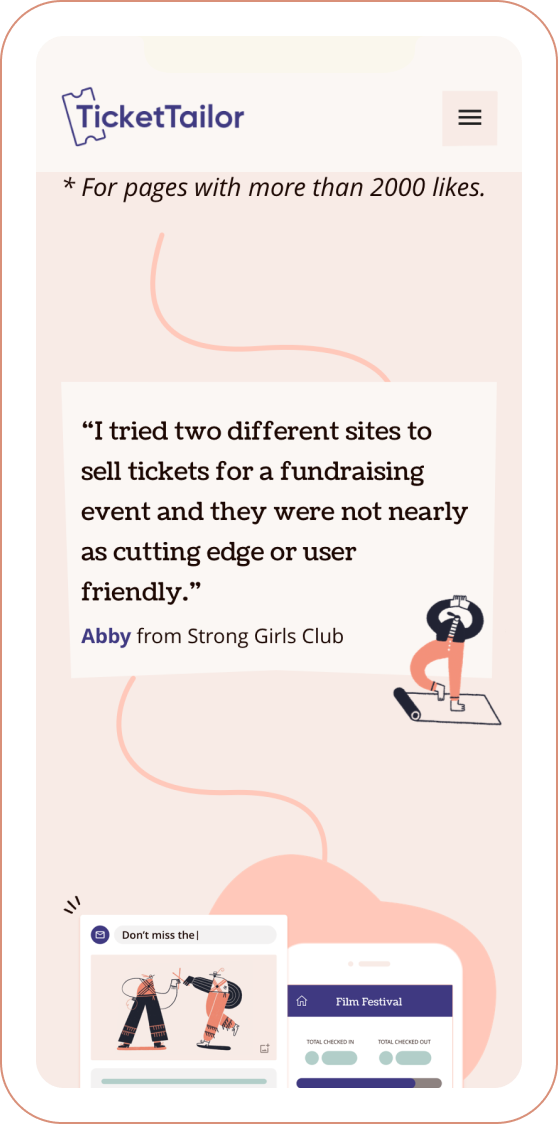 TicketTailor
* For pages with more than 2000 likes.
“I tried two different sites to
sell tickets for a fundraising
event and they were not nearly
as cutting edge or user
friendly.”
Abby from Strong Girls Club
Don’t miss the|
Film Festival
TOTAL CHECKED IN
TOTAL CHECKED OUT